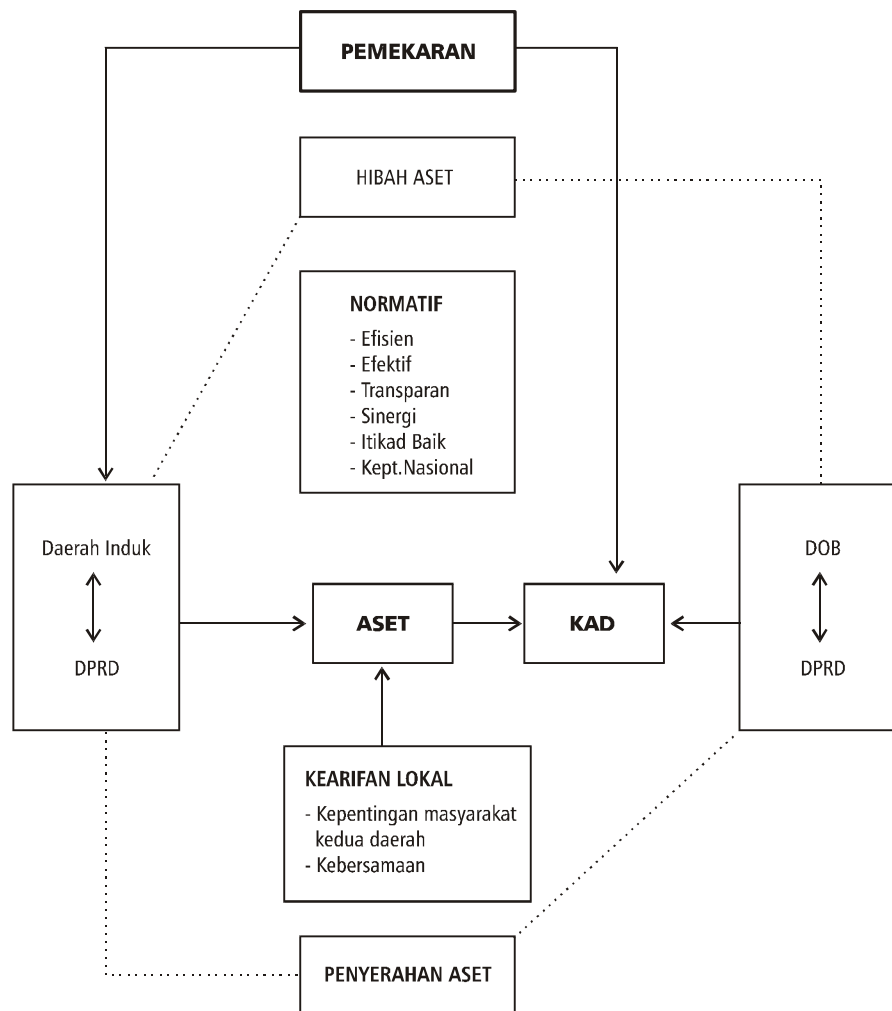 PEMEKARAN
HIBAH ASET
NORMATIF
- Efisien
- Efektif
- Transparan
- Sinergi
- Itikad Baik
- Kept.Nasional
Daerah Induk
DPRD
ASET
KAD
DOB
DPRD
KEARIFAN LOKAL
- Kepentingan masyarakat
kedua daerah
- Kebersamaan
PENYERAHAN ASET